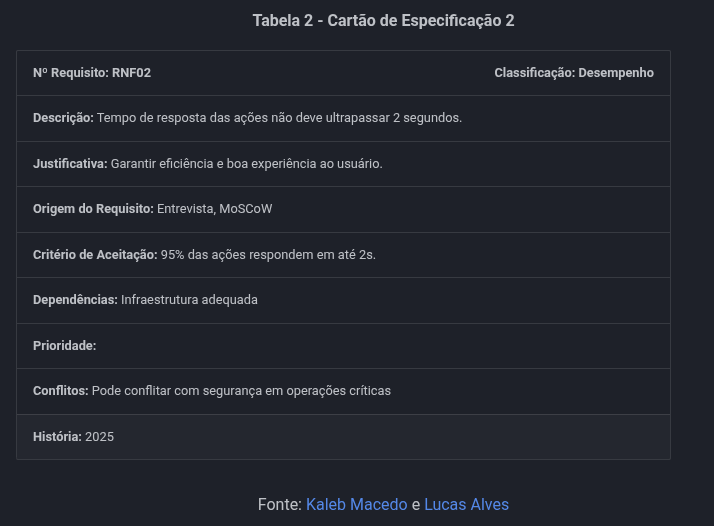 Tabela 2 - Cartão de Especificação 2
Nº Requisito: RNF02 Classificação: Desempenho
Descrição: Tempo de resposta das ações não deve ultrapassar 2 segundos.
Justificativa: Garantir eficiência e boa experiência ao usuário.
Origem do Requisito: Entrevista, MoSCoW
Critério de Aceitação: 95% das ações respondem em até 2s.
Dependências: Infraestrutura adequada
Prioridade:
Conflitos: Pode conflitar com segurança em operações críticas
História: 2025
Fonte: Kaleb Macedo e Lucas Alves